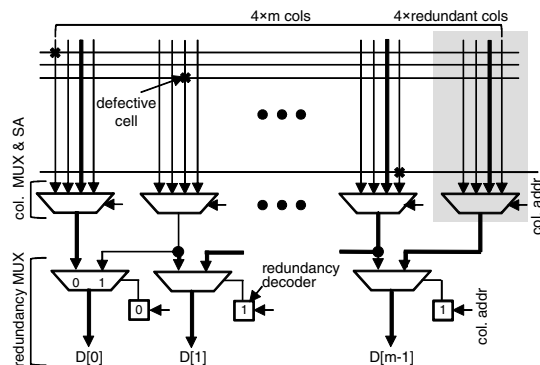 4×m cols
4×redundant cols
defective
cell
col. MUX & SA
col. addr
redundancy MUX
redundancy
decoder
0 1
0
1
1
col. addr
D[0]
D[1]
D[m-1]